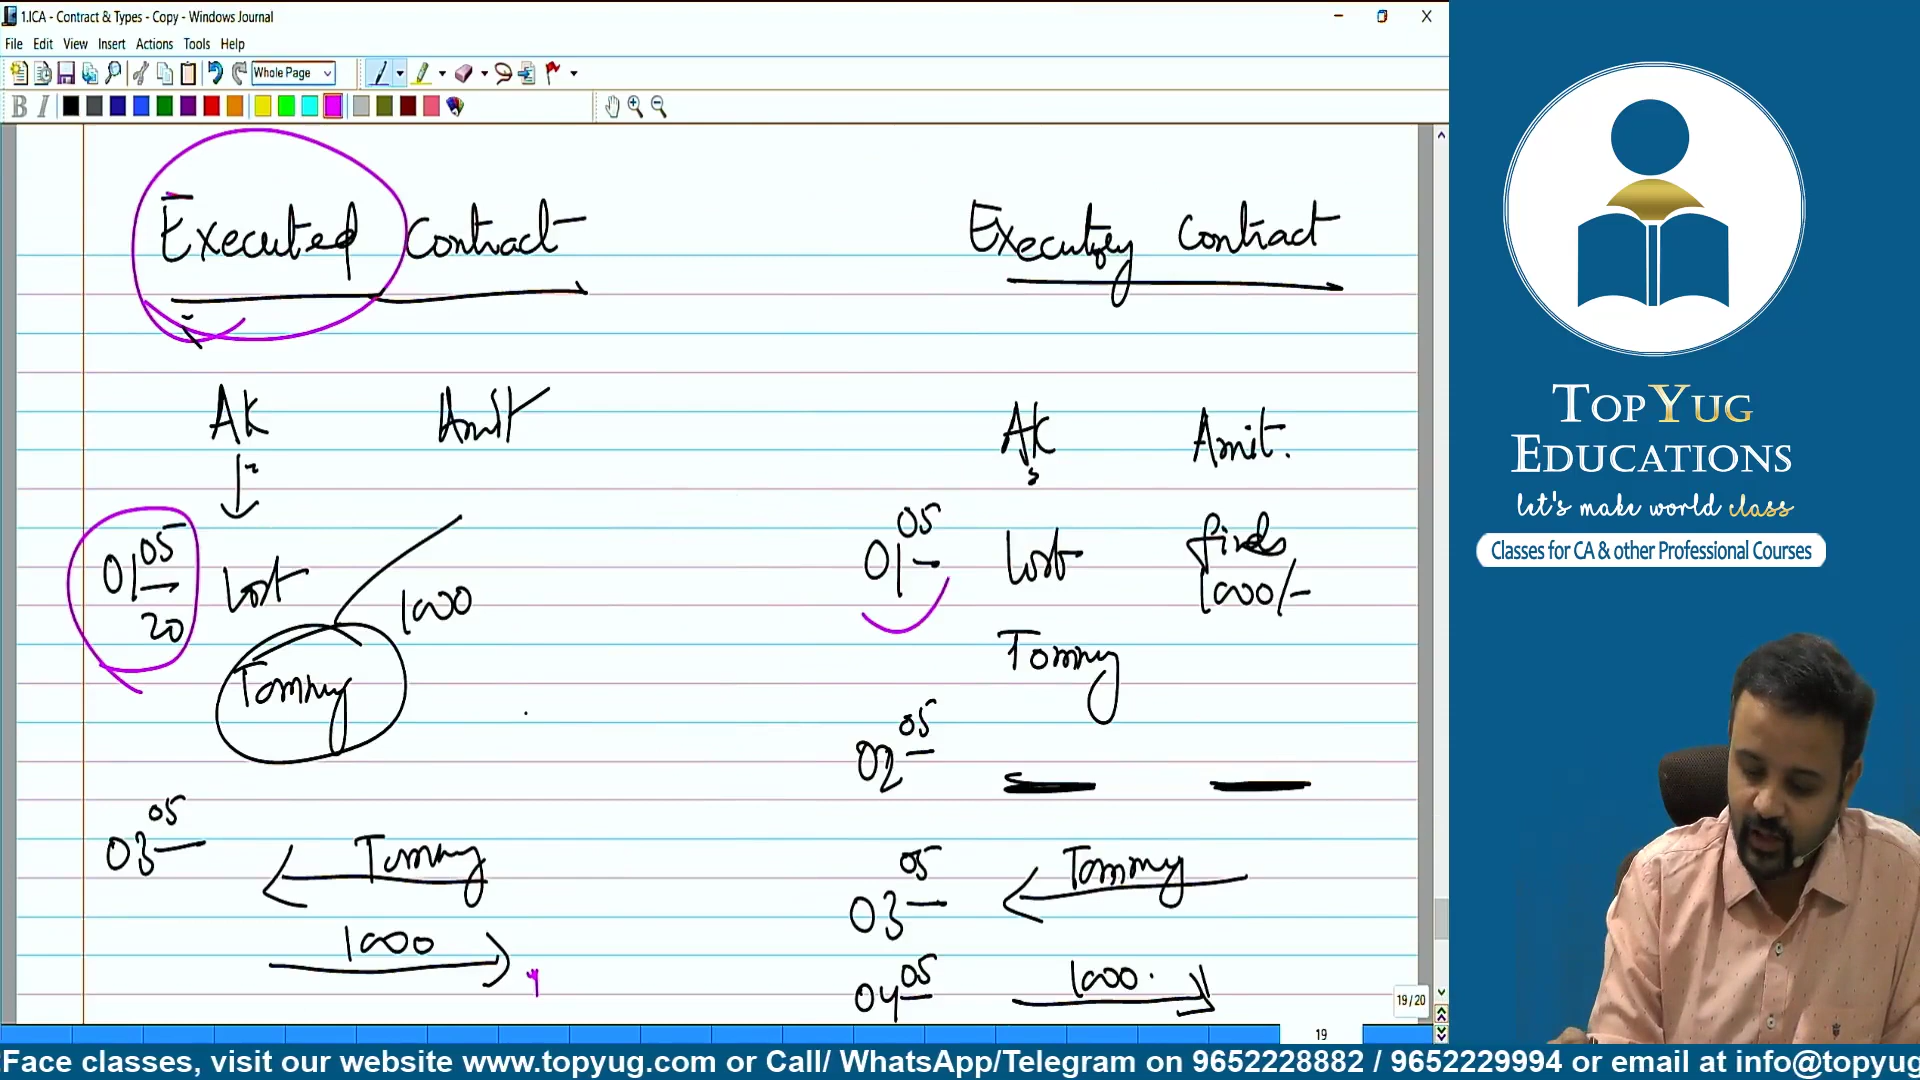 1.ICA - Contract & Types - Copy - Windows Journal
File Edit View Insert Actions Tools Help
Whole Page
B I
Executed Contract
Executory Contract
AK Amit
AK Amit.
01 05 20 Lost 1000
Tommy
01 05 Lost finds
1000/-
Tommy
02 05
03 05 Tommy
1000
03 05 Tommy
04 05 1000.
19/20
19
TOPYUG
EDUCATIONS
let's make world class
Classes for CA & other Professional Courses
Face classes, visit our website www.topyug.com or Call/ WhatsApp/Telegram on 9652228882 / 9652229994 or email at info@topyug